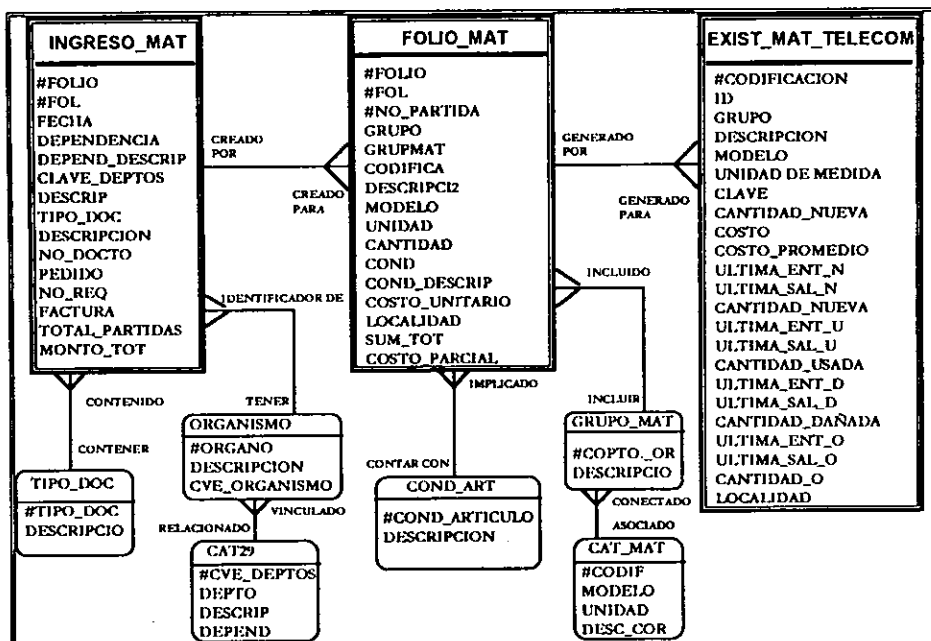 INGRESO_MAT
#FOLIO
#FOL
FECHA
DEPENDENCIA
DEPEND_DESCRIP
CLAVE_DEPTOS
DESCRIP
TIPO_DOC
DESCRIPCION
NO_DOCTO
PEDIDO
NO_REQ
FACTURA
TOTAL_PARTIDAS
MONTO_TOT
CREADO
POR
CREADO
PARA
FOLIO_MAT
#FOLIO
#FOL
#NO_PARTIDA
GRUPO
GRUPMAT
CODIFICA
DESCRIPCI2
MODELO
UNIDAD
CANTIDAD
COND
COND_DESCRIP
COSTO_UNITARIO
LOCALIDAD
SUM_TOT
COSTO_PARCIAL
GENERADO
POR
GENERADO
PARA
EXIST_MAT_TELECOM
#CODIFICACION
ID
GRUPO
DESCRIPCION
MODELO
UNIDAD DE MEDIDA
CLAVE
CANTIDAD_NUEVA
COSTO
COSTO_PROMEDIO
ULTIMA_ENT_N
ULTIMA_SAL_N
CANTIDAD_NUEVA
ULTIMA_ENT_U
ULTIMA_SAL_U
CANTIDAD_USADA
ULTIMA_ENT_D
ULTIMA_SAL_D
CANTIDAD_DAÑADA
ULTIMA_ENT_O
ULTIMA_SAL_O
CANTIDAD_O
LOCALIDAD
IDENTIFICADOR DE
TENER
INCLUIDO
INCLUIR
CONTENIDO
CONTENER
IMPLICADO
CONTAR CON
TIPO_DOC
#TIPO_DOC
DESCRIPCIO
ORGANISMO
#ORGANO
DESCRIPCION
CVE_ORGANISMO
VINCULADO
RELACIONADO
CAT29
#CVE_DEPTOS
DEPTO
DESCRIP
DEPEND
COND_ART
#COND_ARTICULO
DESCRIPCION
GRUPO_MAT
#COPTO._OR
DESCRIPCIO
CONECTADO
ASOCIADO
CAT_MAT
#CODIF
MODELO
UNIDAD
DESC_COR